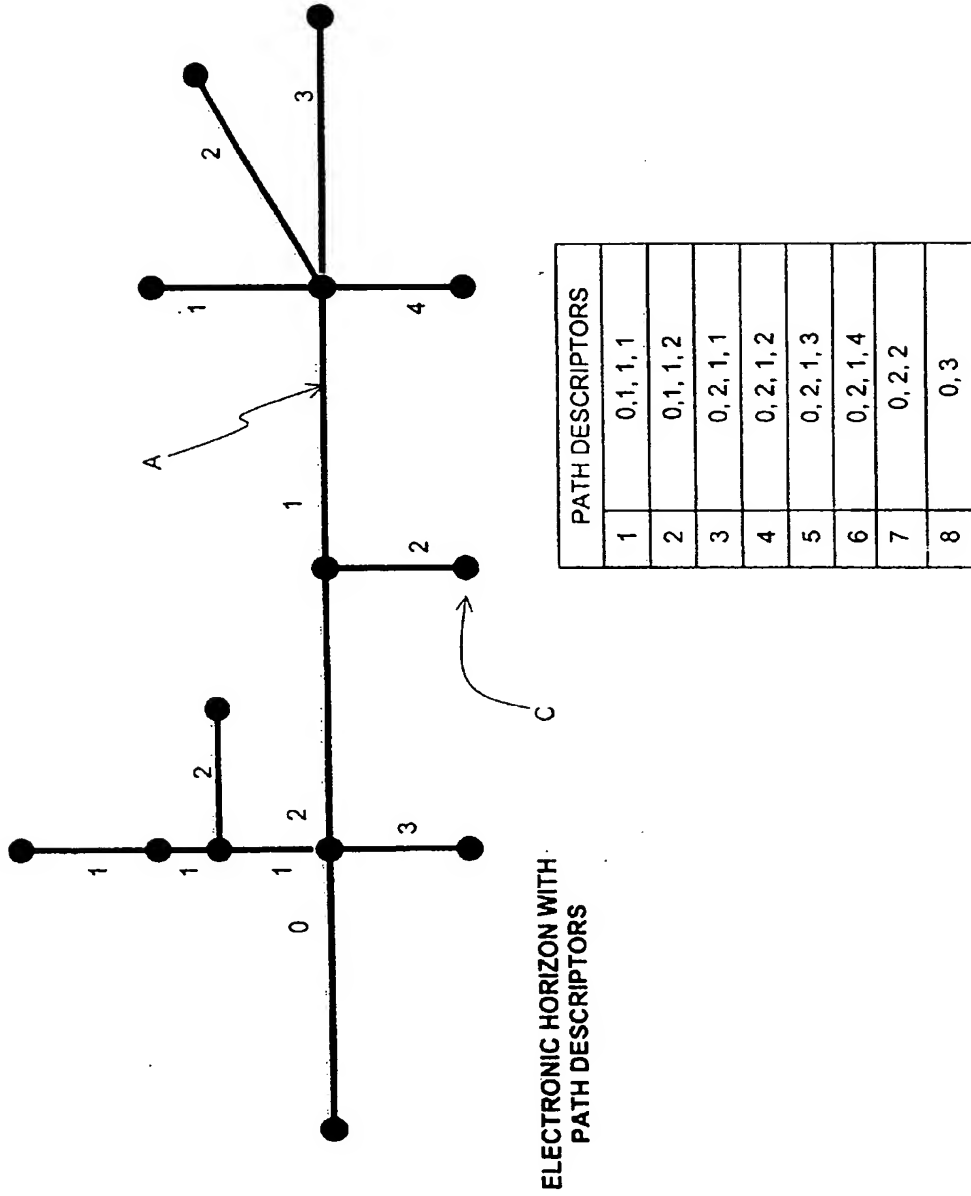 3
2
1
4
A
1
2
C
2
1
1
1
2
0
3
ELECTRONIC HORIZON WITH
PATH DESCRIPTORS
PATH DESCRIPTORS
1 0,1, 1, 1
2 0,1, 1, 2
3 0, 2, 1, 1
4 0, 2, 1, 2
5 0, 2, 1, 3
6 0, 2, 1, 4
7 0, 2, 2
8 0, 3